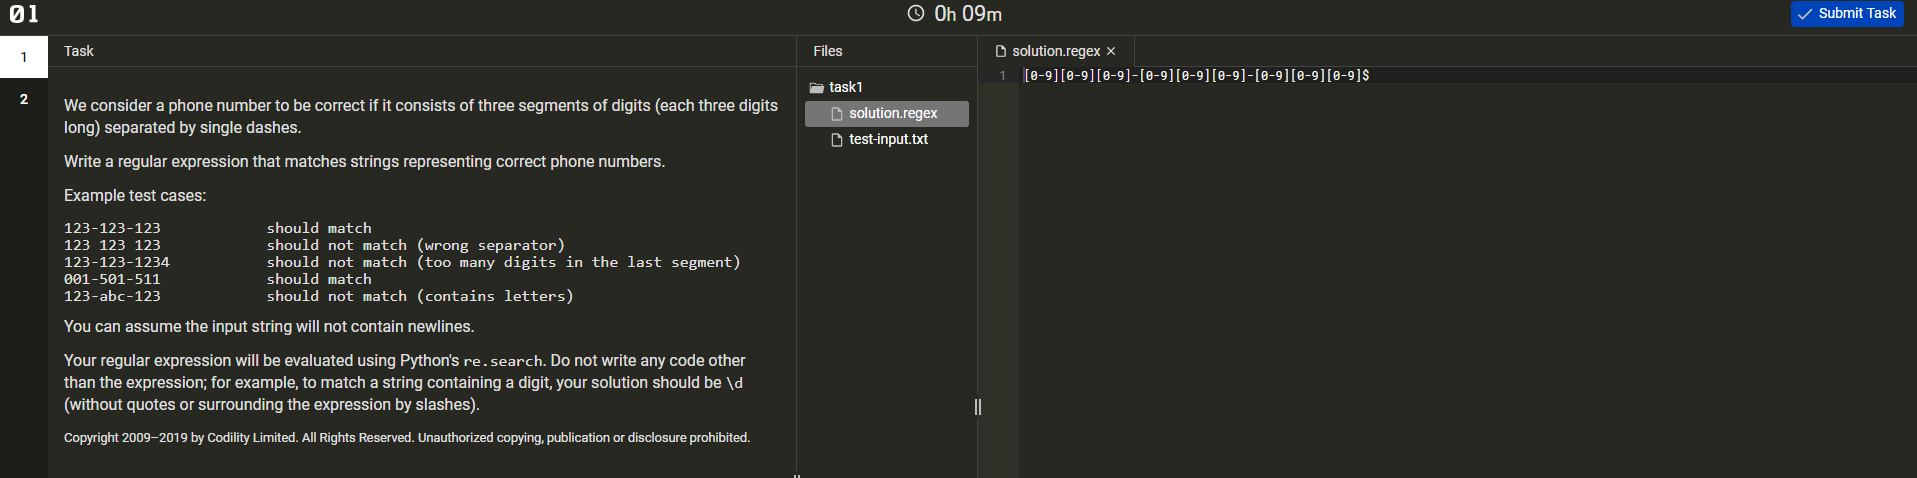 01
0h 09m
Submit Task
1
2
Task
We consider a phone number to be correct if it consists of three segments of digits (each three digits
long) separated by single dashes.
Write a regular expression that matches strings representing correct phone numbers.
Example test cases:
123-123-123 should match
123 123 123 should not match (wrong separator)
123-123-1234 should not match (too many digits in the last segment)
001-501-511 should match
123-abc-123 should not match (contains letters)
You can assume the input string will not contain newlines.
Your regular expression will be evaluated using Python's re.search. Do not write any code other
than the expression; for example, to match a string containing a digit, your solution should be \d
(without quotes or surrounding the expression by slashes).
Copyright 2009–2019 by Codility Limited. All Rights Reserved. Unauthorized copying, publication or disclosure prohibited.
Files
task1
solution.regex
test-input.txt
solution.regex ×
1 [0-9][0-9][0-9]-[0-9][0-9][0-9]-[0-9][0-9][0-9]$